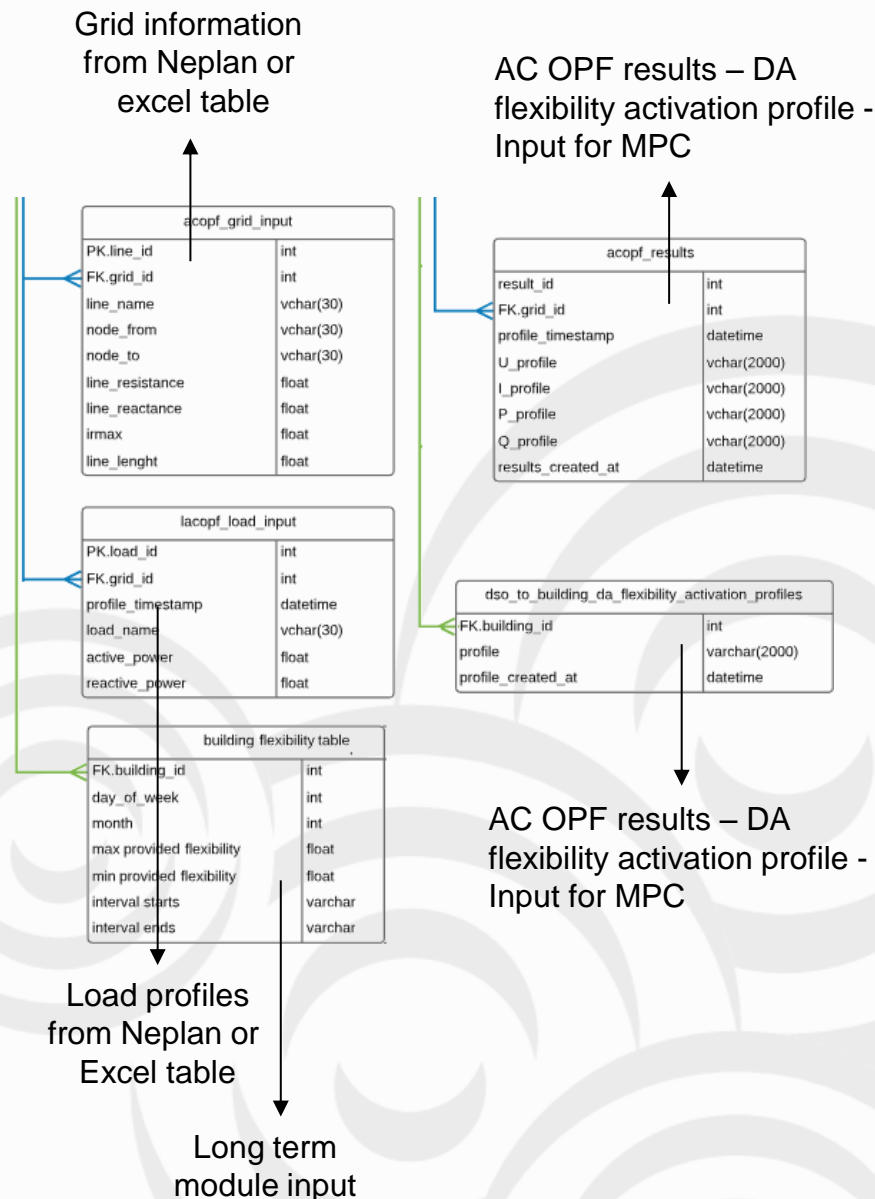 Grid information
from Neplan or
excel table
AC OPF results – DA
flexibility activation profile -
Input for MPC
acopf_grid_input
PK.line_id int
FK.grid_id int
line_name vchar(30)
node_from vchar(30)
node_to vchar(30)
line_resistance float
line_reactance float
irmax float
line_lenght float
acopf_results
result_id int
FK.grid_id int
profile_timestamp datetime
U_profile vchar(2000)
I_profile vchar(2000)
P_profile vchar(2000)
Q_profile vchar(2000)
results_created_at datetime
lacopf_load_input
PK.load_id int
FK.grid_id int
profile_timestamp datetime
load_name vchar(30)
active_power float
reactive_power float
dso_to_building_da_flexibility_activation_profiles
FK.building_id int
profile varchar(2000)
profile_created_at datetime
building flexibility table
FK.building_id int
day_of_week int
month int
max provided flexibility float
min provided flexibility float
interval starts varchar
interval ends varchar
AC OPF results – DA
flexibility activation profile -
Input for MPC
Load profiles
from Neplan or
Excel table
Long term
module input